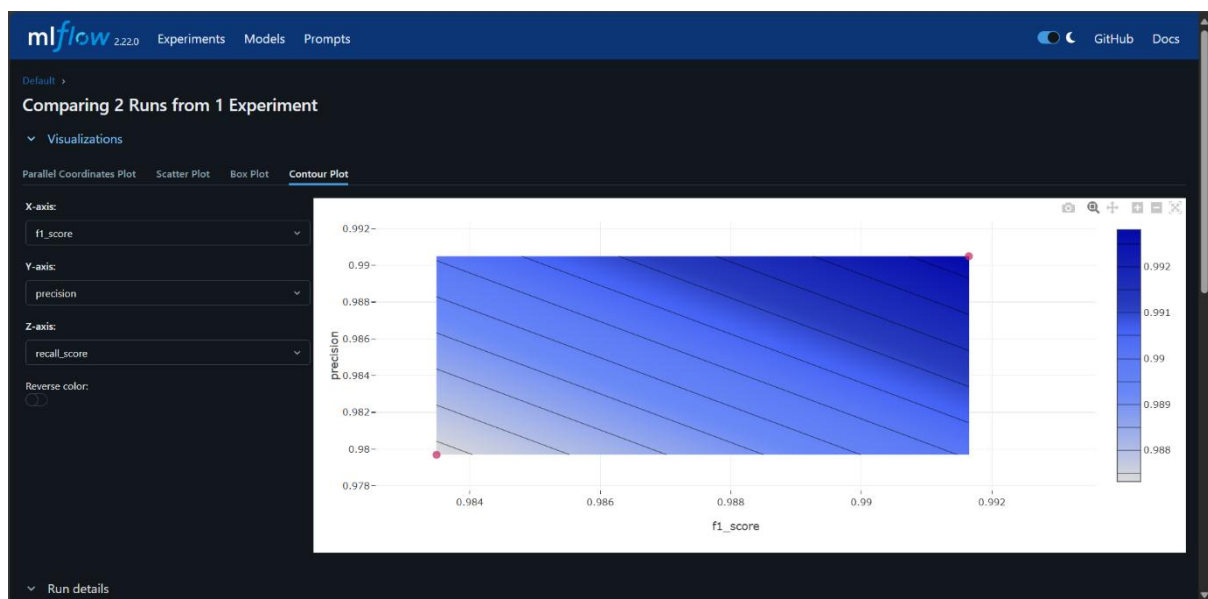 mlflow 2.22.0 Experiments Models Prompts GitHub Docs
Default ›
Comparing 2 Runs from 1 Experiment
Visualizations
Parallel Coordinates Plot Scatter Plot Box Plot Contour Plot
X-axis:
f1_score
Y-axis:
precision
Z-axis:
recall_score
Reverse color:
0.992
0.99
0.988
0.986
0.984
0.982
0.98
0.978
precision
0.984 0.986 0.988 0.99 0.992
f1_score
0.992
0.991
0.99
0.989
0.988
Run details